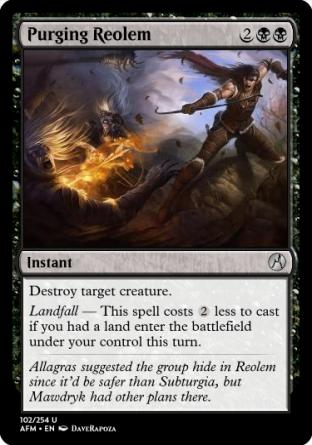 Purging Reolem 2
Instant
Destroy target creature.
Landfall — This spell costs 2 less to cast
if you had a land enter the battlefield
under your control this turn.
Allagras suggested the group hide in Reolem
since it'd be safer than Subturgia, but
Mawdryk had other plans there.
102/254 U
AFM • EN DaveRapoza